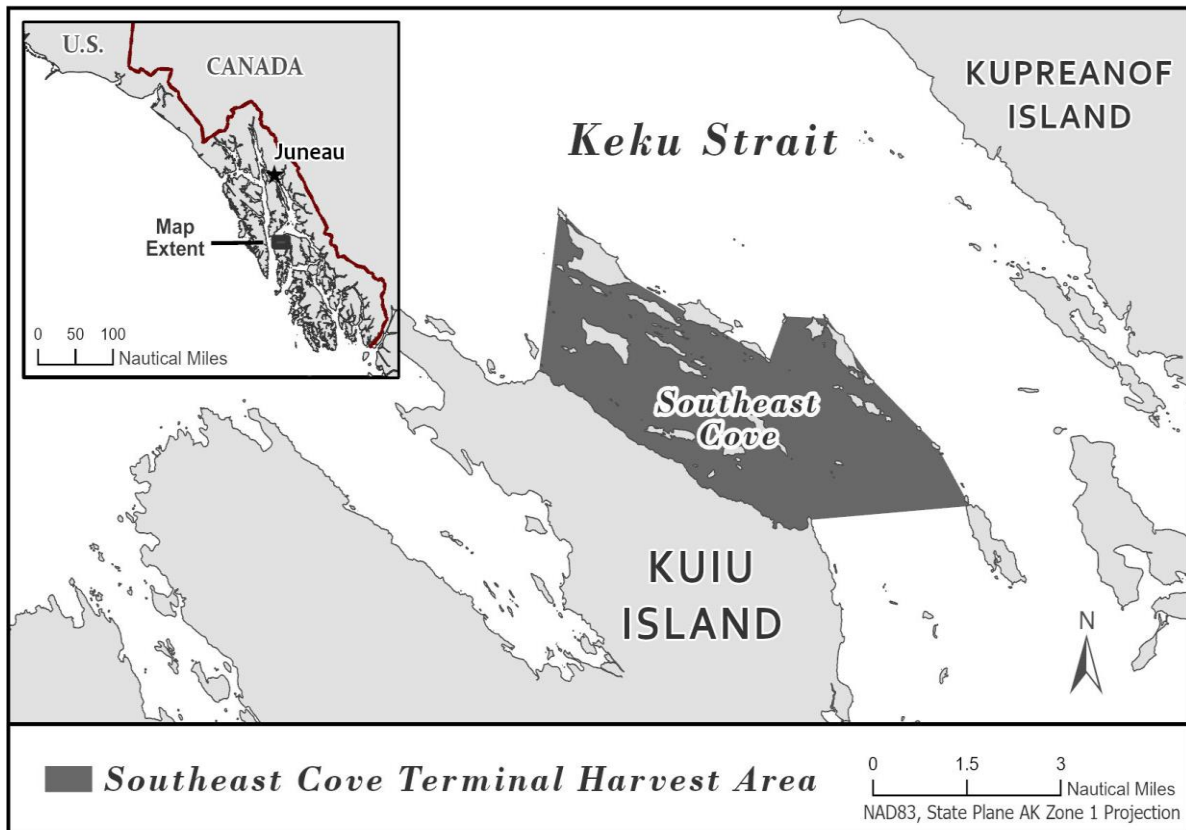 U.S.
CANADA
Juneau
Map
Extent
0 50 100
Nautical Miles
KUPREANOF
ISLAND
Keku Strait
Southeast
Cove
KUIU
ISLAND
N
Southeast Cove Terminal Harvest Area
0 1.5 3
Nautical Miles
NAD83, State Plane AK Zone 1 Projection